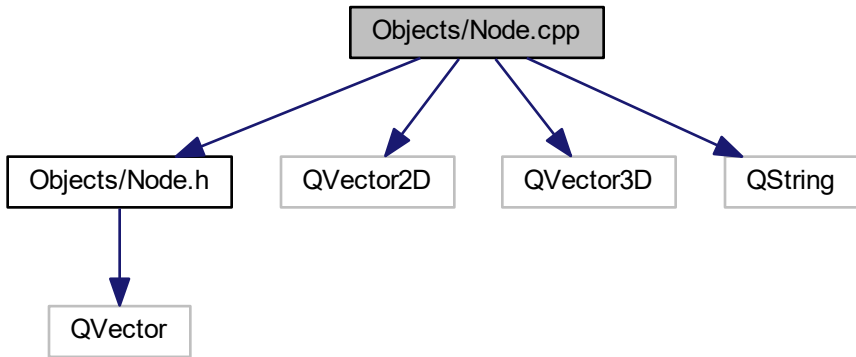 Objects/Node.cpp
Objects/Node.h
QVector2D
QVector3D
QString
QVector